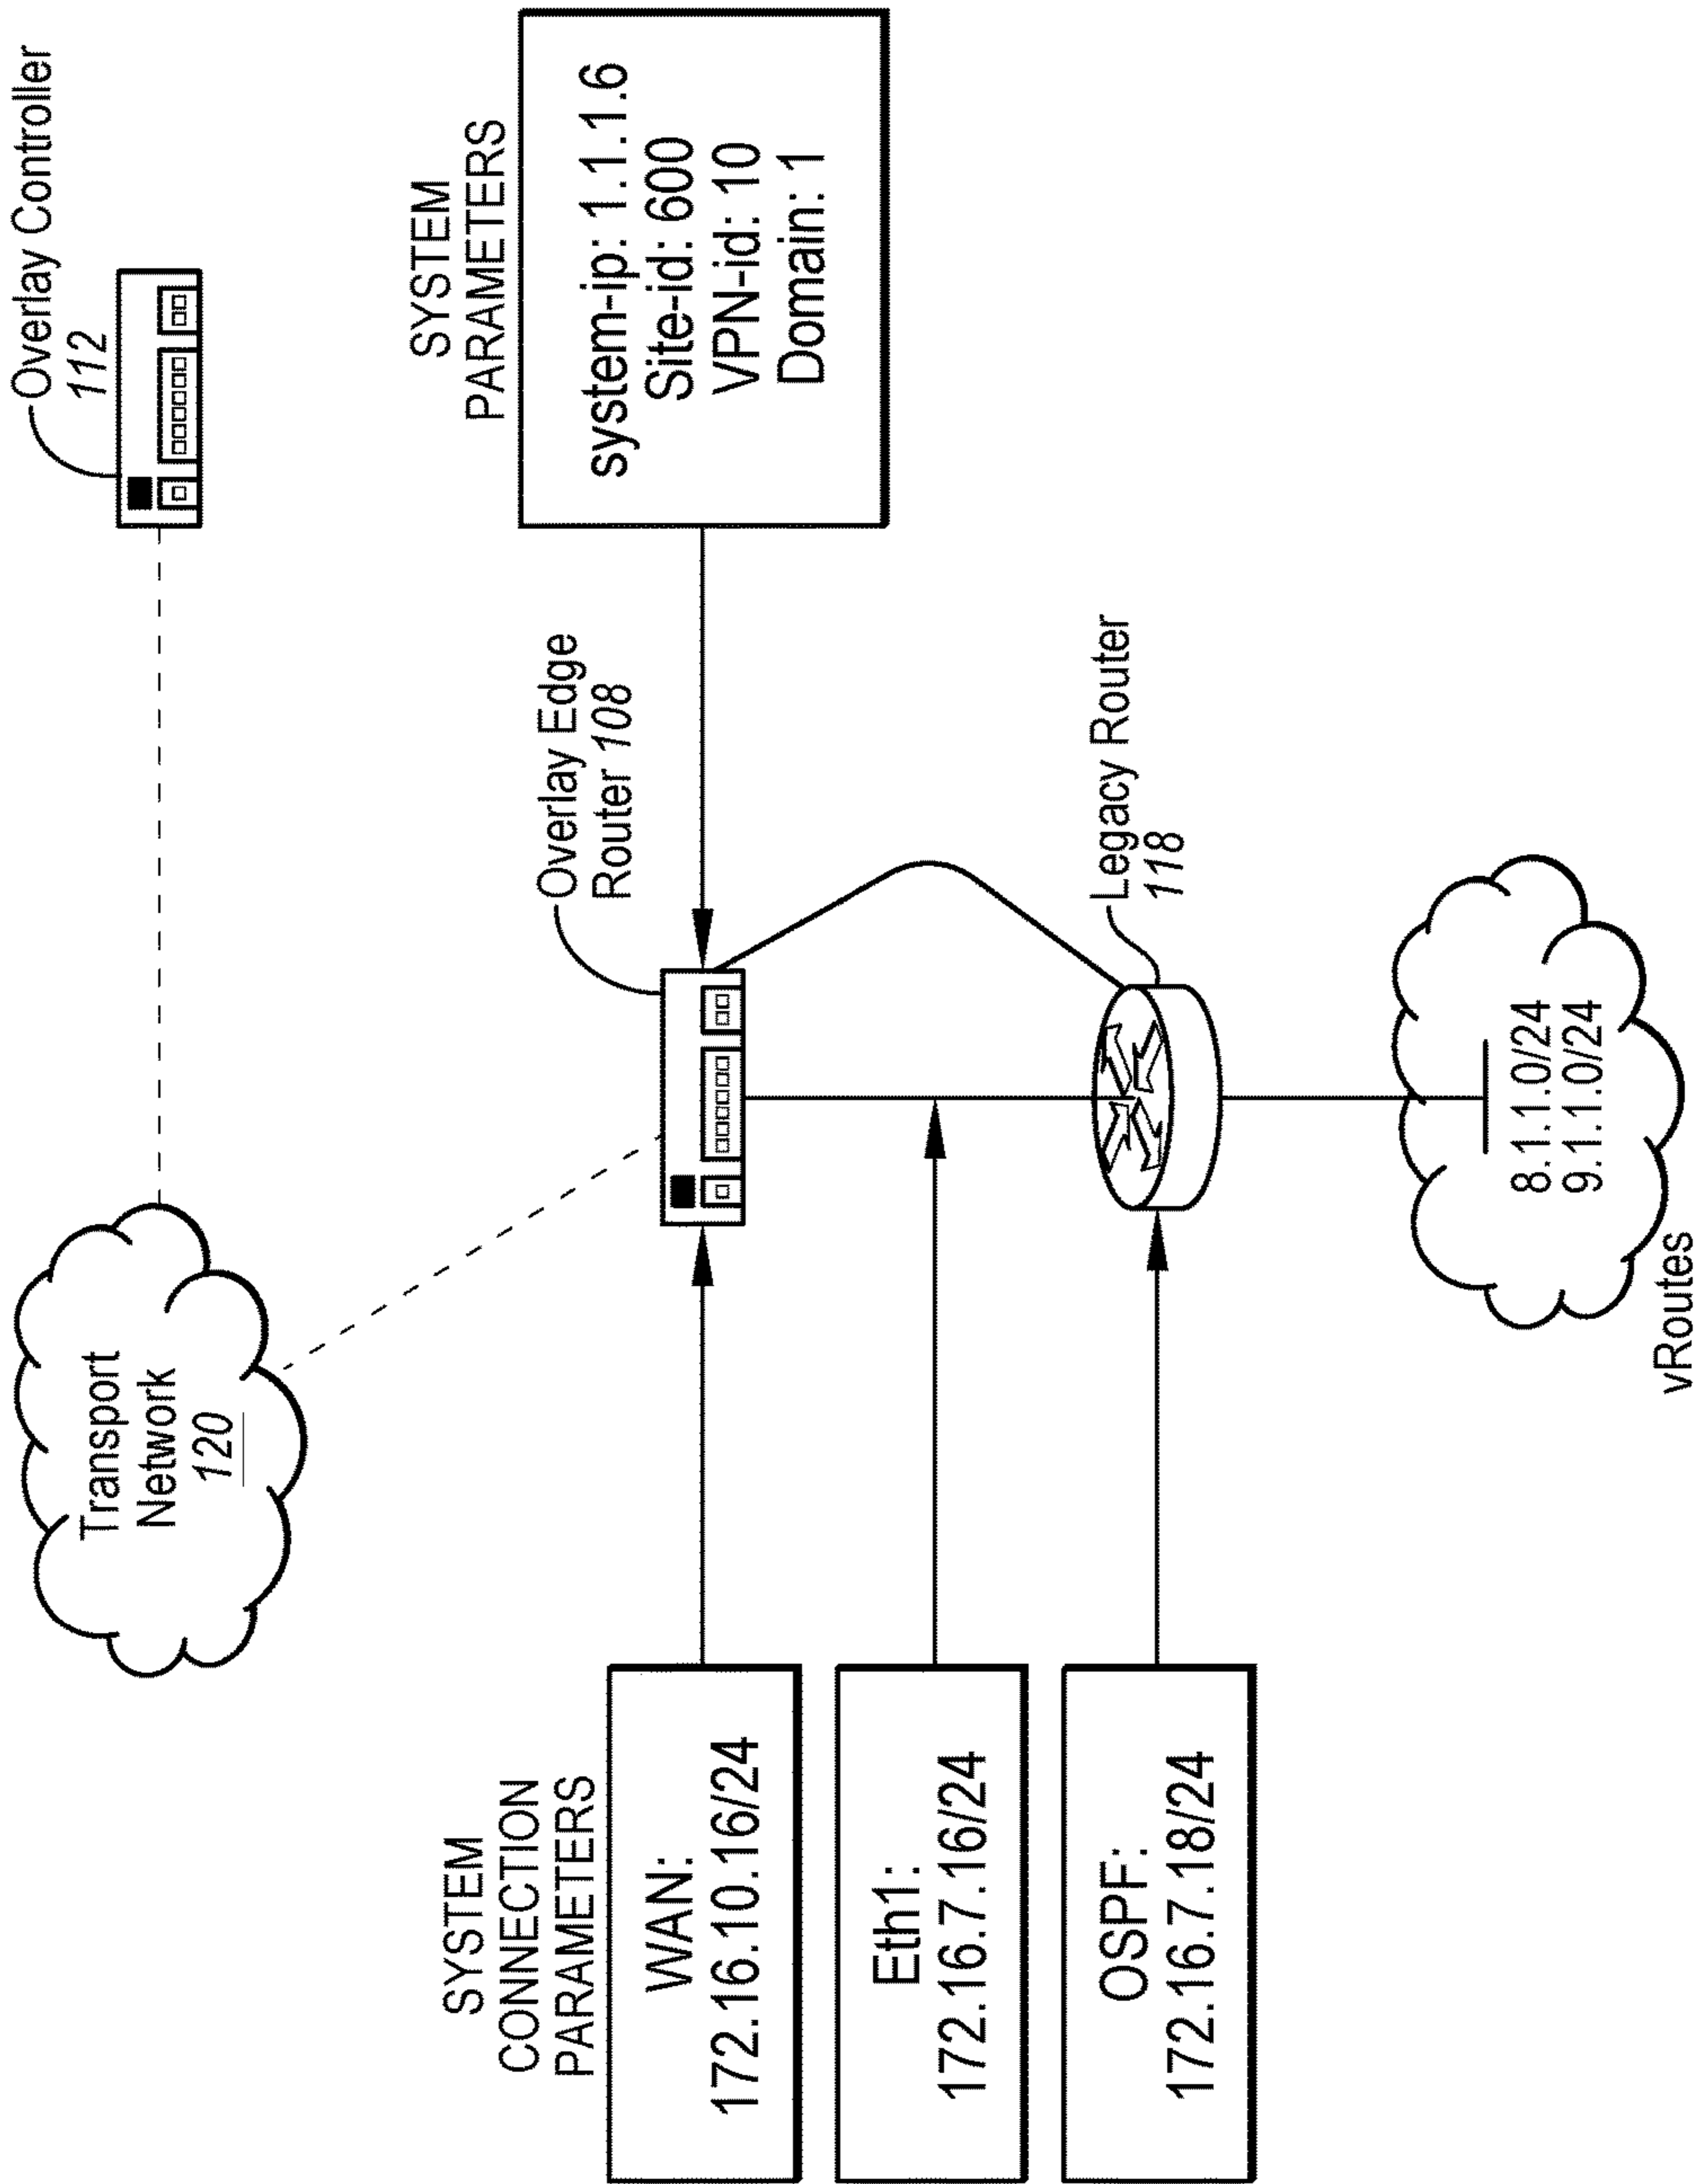 Transport
Network
120
Overlay Controller
112
SYSTEM
CONNECTION
PARAMETERS
WAN:
172.16.10.16/24
Eth1:
172.16.7.16/24
OSPF:
172.16.7.18/24
Overlay Edge
Router 108
SYSTEM
PARAMETERS
system-ip: 1.1.1.6
Site-id: 600
VPN-id: 10
Domain: 1
Legacy Router
118
8.1.1.0/24
9.1.1.0/24
vRoutes